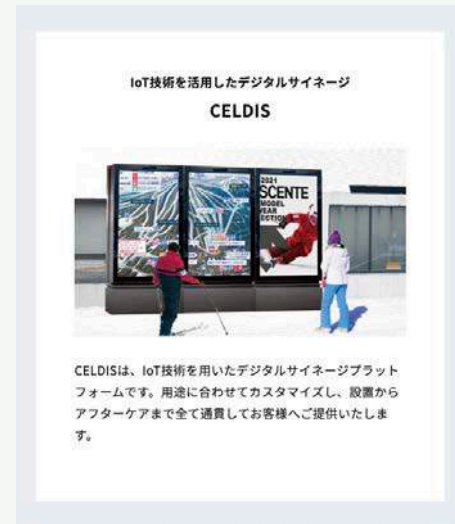 IoT技術を活用したデジタルサイネージ
CELDIS
2021
SCENTE
MODEL
YEAR
ECTION
CELDISは、IoT技術を用いたデジタルサイネージプラット
フォームです。用途に合わせてカスタマイズし、設置から
アフターケアまで全て通貫してお客様へご提供いたしま
す。